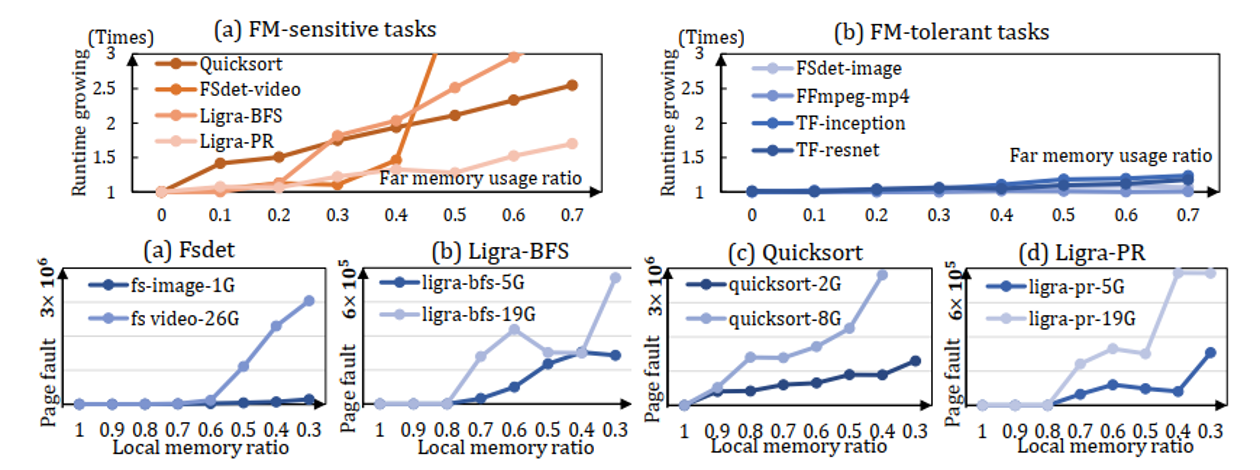 (a) FM-sensitive tasks
(Times)
Runtime growing
3
2.5
2
1.5
1
Quicksort
FSdet-video
Ligra-BFS
Ligra-PR
Far memory usage ratio
0 0.1 0.2 0.3 0.4 0.5 0.6 0.7
(b) FM-tolerant tasks
(Times)
Runtime growing
3
2.5
2
1.5
1
FSdet-image
FFmpeg-mp4
TF-inception
TF-resnet
Far memory usage ratio
0 0.1 0.2 0.3 0.4 0.5 0.6 0.7
(a) Fsdet
Page fault 3× 10⁶
fs-image-1G
fs video-26G
1 0.9 0.8 0.7 0.6 0.5 0.4 0.3
Local memory ratio
(b) Ligra-BFS
Page fault 6× 10⁵
ligra-bfs-5G
ligra-bfs-19G
1 0.9 0.8 0.7 0.6 0.5 0.4 0.3
Local memory ratio
(c) Quicksort
Page fault 3× 10⁶
quicksort-2G
quicksort-8G
1 0.9 0.8 0.7 0.6 0.5 0.4 0.3
Local memory ratio
(d) Ligra-PR
Page fault 6× 10⁵
ligra-pr-5G
ligra-pr-19G
1 0.9 0.8 0.7 0.6 0.5 0.4 0.3
Local memory ratio